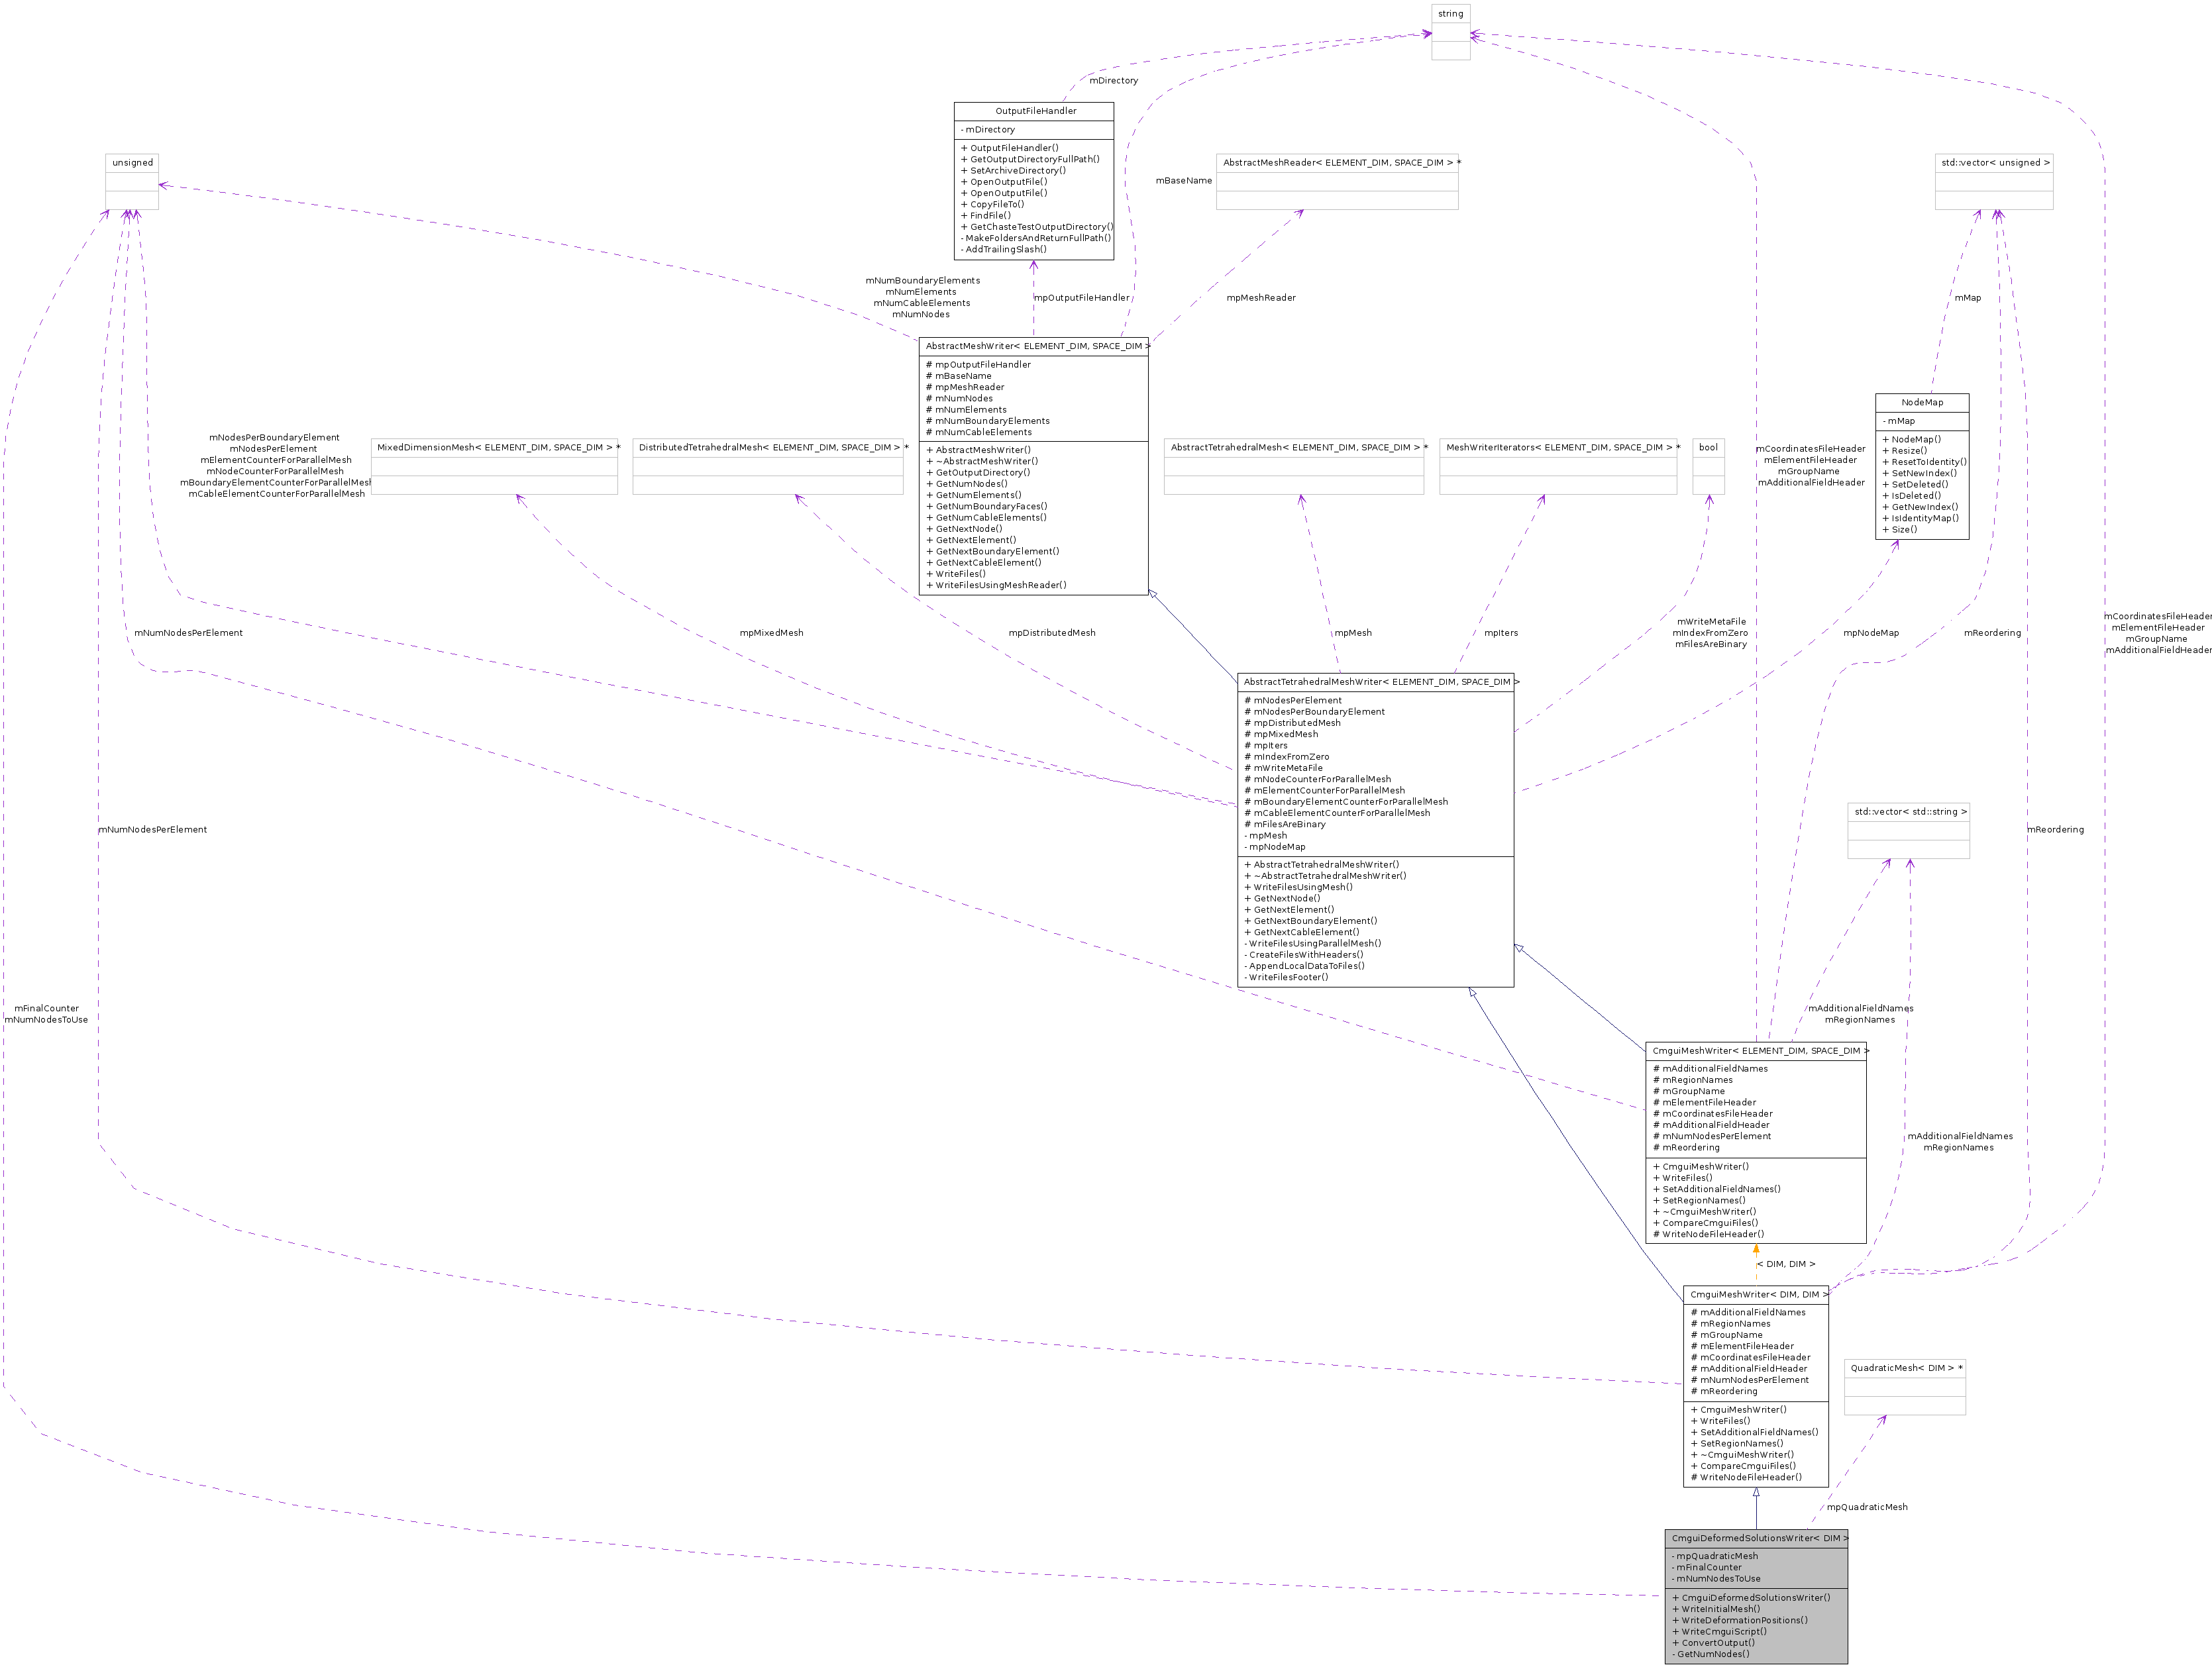 string
mDirectory
OutputFileHandler
- mDirectory
+ OutputFileHandler()
+ GetOutputDirectoryFullPath()
+ SetArchiveDirectory()
+ OpenOutputFile()
+ OpenOutputFile()
+ CopyFileTo()
+ FindFile()
+ GetChasteTestOutputDirectory()
- MakeFoldersAndReturnFullPath()
- AddTrailingSlash()
unsigned
mBaseName
AbstractMeshReader< ELEMENT_DIM, SPACE_DIM > *
std::vector< unsigned >
mNumBoundaryElements
mNumElements
mNumCableElements
mNumNodes
mpOutputFileHandler
mpMeshReader
mMap
AbstractMeshWriter< ELEMENT_DIM, SPACE_DIM >
# mpOutputFileHandler
# mBaseName
# mpMeshReader
# mNumNodes
# mNumElements
# mNumBoundaryElements
# mNumCableElements
+ AbstractMeshWriter()
+ ~AbstractMeshWriter()
+ GetOutputDirectory()
+ GetNumNodes()
+ GetNumElements()
+ GetNumBoundaryFaces()
+ GetNumCableElements()
+ GetNextNode()
+ GetNextElement()
+ GetNextBoundaryElement()
+ GetNextCableElement()
+ WriteFiles()
+ WriteFilesUsingMeshReader()
NodeMap
- mMap
+ NodeMap()
+ Resize()
+ ResetToIdentity()
+ SetNewIndex()
+ SetDeleted()
+ IsDeleted()
+ GetNewIndex()
+ IsIdentityMap()
+ Size()
mNodesPerBoundaryElement
mNodesPerElement
mElementCounterForParallelMesh
mNodeCounterForParallelMesh
mBoundaryElementCounterForParallelMesh
mCableElementCounterForParallelMesh
MixedDimensionMesh< ELEMENT_DIM, SPACE_DIM > *
DistributedTetrahedralMesh< ELEMENT_DIM, SPACE_DIM > *
AbstractTetrahedralMesh< ELEMENT_DIM, SPACE_DIM > *
MeshWriterIterators< ELEMENT_DIM, SPACE_DIM > *
bool
mCoordinatesFileHeader
mElementFileHeader
mGroupName
mAdditionalFieldHeader
mNumNodesPerElement
mpMixedMesh
mpDistributedMesh
mpMesh
mpIters
mWriteMetaFile
mIndexFromZero
mFilesAreBinary
mpNodeMap
mReordering
mCoordinatesFileHeader
mElementFileHeader
mGroupName
mAdditionalFieldHeader
AbstractTetrahedralMeshWriter< ELEMENT_DIM, SPACE_DIM >
# mNodesPerElement
# mNodesPerBoundaryElement
# mpDistributedMesh
# mpMixedMesh
# mpIters
# mIndexFromZero
# mWriteMetaFile
# mNodeCounterForParallelMesh
# mElementCounterForParallelMesh
# mBoundaryElementCounterForParallelMesh
# mCableElementCounterForParallelMesh
# mFilesAreBinary
- mpMesh
- mpNodeMap
+ AbstractTetrahedralMeshWriter()
+ ~AbstractTetrahedralMeshWriter()
+ WriteFilesUsingMesh()
+ GetNextNode()
+ GetNextElement()
+ GetNextBoundaryElement()
+ GetNextCableElement()
- WriteFilesUsingParallelMesh()
- CreateFilesWithHeaders()
- AppendLocalDataToFiles()
- WriteFilesFooter()
mNumNodesPerElement
std::vector< std::string >
mReordering
mFinalCounter
mNumNodesToUse
mAdditionalFieldNames
mRegionNames
CmguiMeshWriter< ELEMENT_DIM, SPACE_DIM >
# mAdditionalFieldNames
# mRegionNames
# mGroupName
# mElementFileHeader
# mCoordinatesFileHeader
# mAdditionalFieldHeader
# mNumNodesPerElement
# mReordering
+ CmguiMeshWriter()
+ WriteFiles()
+ SetAdditionalFieldNames()
+ SetRegionNames()
+ ~CmguiMeshWriter()
+ CompareCmguiFiles()
# WriteNodeFileHeader()
mAdditionalFieldNames
mRegionNames
< DIM, DIM >
CmguiMeshWriter< DIM, DIM >
# mAdditionalFieldNames
# mRegionNames
# mGroupName
# mElementFileHeader
# mCoordinatesFileHeader
# mAdditionalFieldHeader
# mNumNodesPerElement
# mReordering
+ CmguiMeshWriter()
+ WriteFiles()
+ SetAdditionalFieldNames()
+ SetRegionNames()
+ ~CmguiMeshWriter()
+ CompareCmguiFiles()
# WriteNodeFileHeader()
QuadraticMesh< DIM > *
mpQuadraticMesh
CmguiDeformedSolutionsWriter< DIM >
- mpQuadraticMesh
- mFinalCounter
- mNumNodesToUse
+ CmguiDeformedSolutionsWriter()
+ WriteInitialMesh()
+ WriteDeformationPositions()
+ WriteCmguiScript()
+ ConvertOutput()
- GetNumNodes()